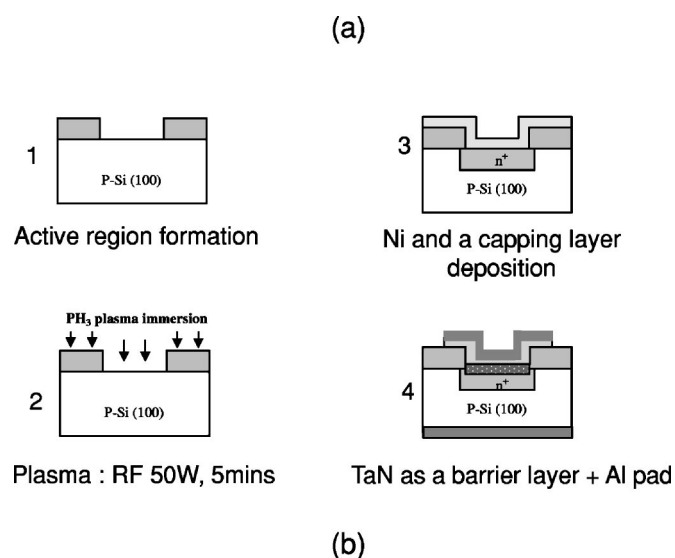 (a)
1
P-Si (100)
Active region formation
3
n+
P-Si (100)
Ni and a capping layer
deposition
PH3 plasma immersion
2
P-Si (100)
Plasma : RF 50W, 5mins
4
n+
P-Si (100)
TaN as a barrier layer + Al pad
(b)